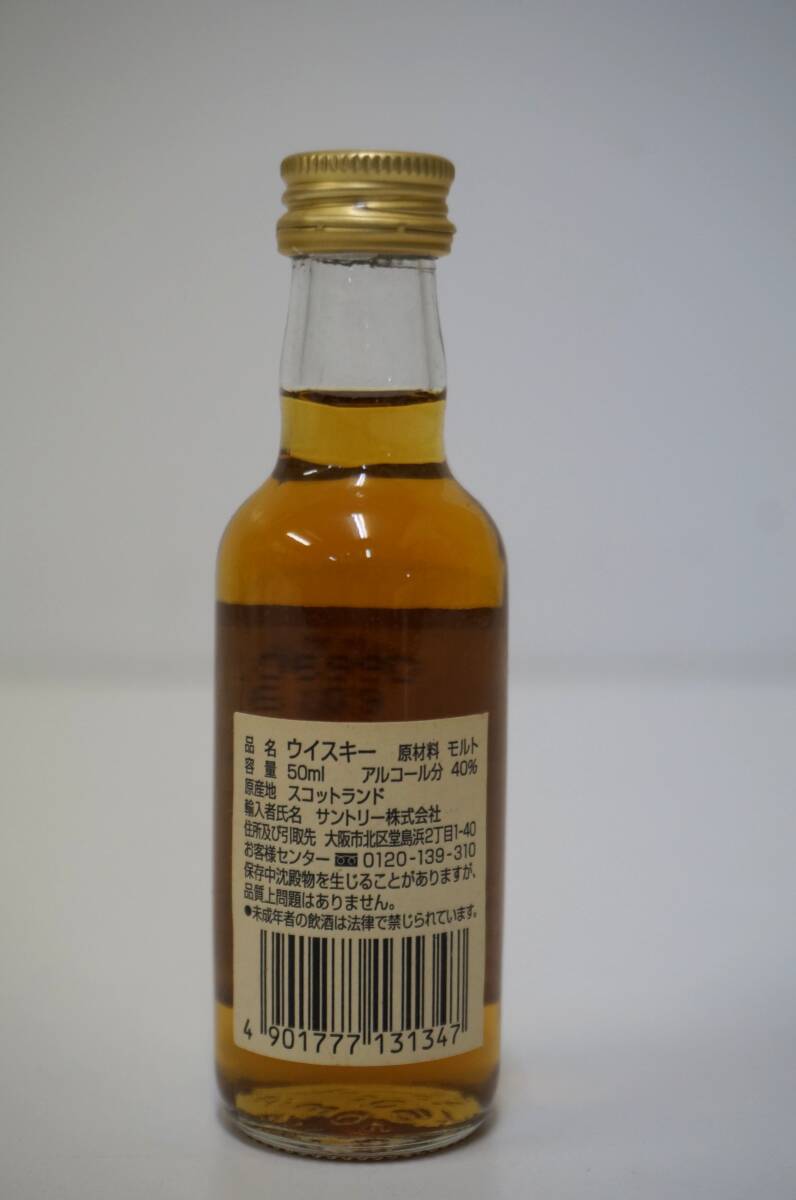 品名 ウイスキー 原材料 モルト
容量 50ml アルコール分 40%
原産地 スコットランド
輸入者氏名 サントリー株式会社
住所及び引取先 大阪市北区堂島浜2丁目1-40
お客様センター 0120-139-310
保存中沈殿物を生じることがありますが、
品質上問題はありません。
●未成年者の飲酒は法律で禁じられています。
4 901777 131347